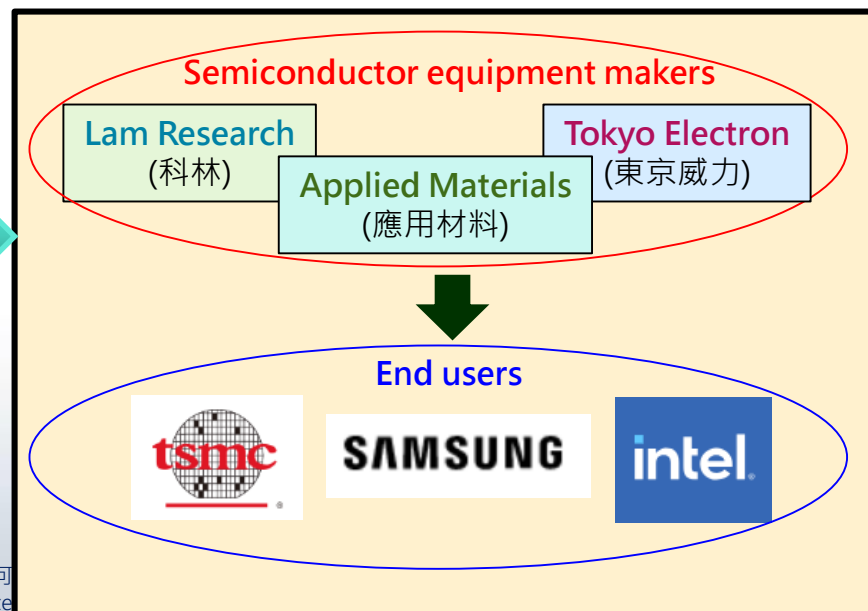 Semiconductor equipment makers
Lam Research
(科林)
Tokyo Electron
(東京威力)
Applied Materials
(應用材料)
End users
tsmc
®
SAMSUNG
intel.
可